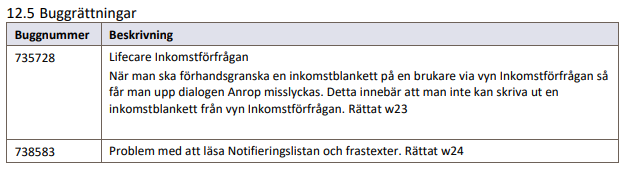 12.5 Buggrättningar
Buggnummer Beskrivning
735728 Lifecare Inkomstförfrågan
När man ska förhandsgranska en inkomstblankett på en brukare via vyn Inkomstförfrågan så
får man upp dialogen Anrop misslyckas. Detta innebär att man inte kan skriva ut en
inkomstblankett från vyn Inkomstförfrågan. Rättat w23
738583 Problem med att läsa Notifieringslistan och frastexter. Rättat w24